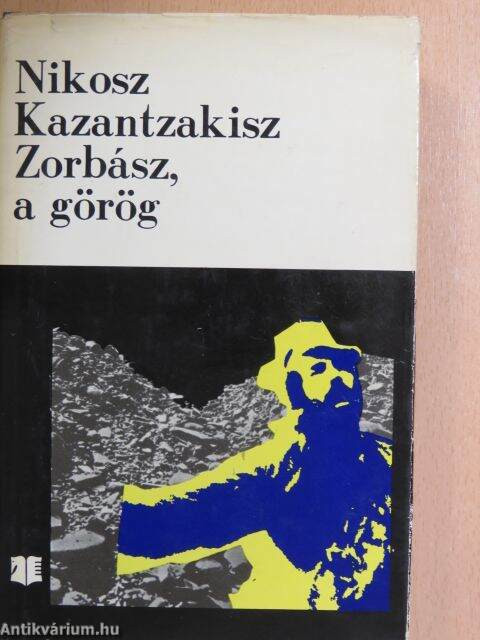 Nikosz
Kazantzakisz
Zorbász,
a görög
Antikvárium.hu